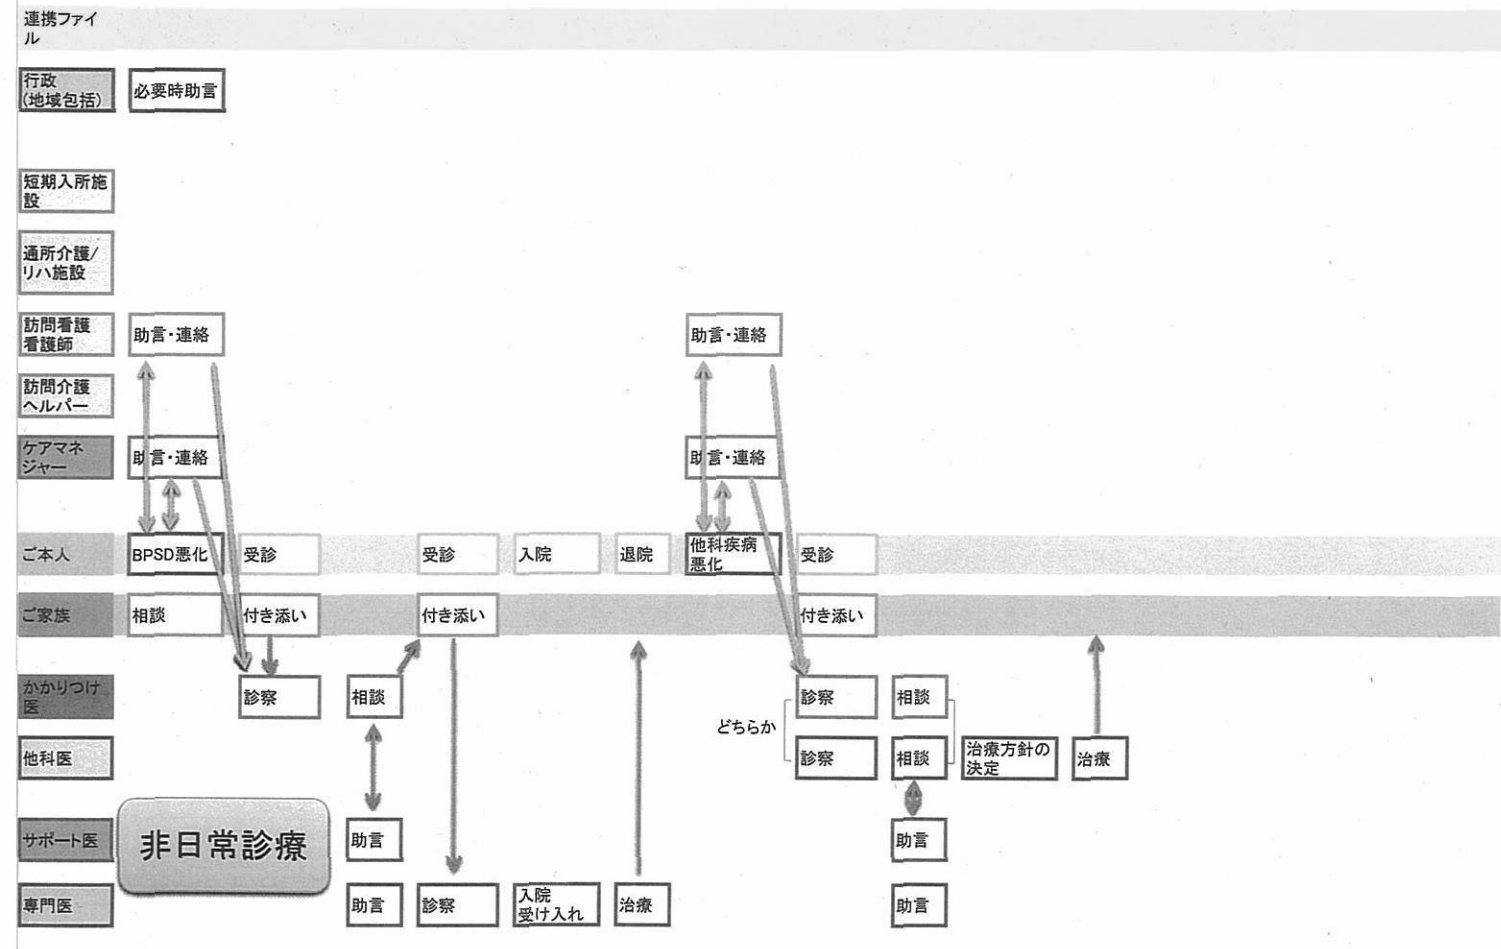 連携ファイ
ル
行政
(地域包括)
必要時助言
短期入所施
設
通所介護/
リハ施設
訪問看護
看護師
助言・連絡
助言・連絡
訪問介護
ヘルパー
ケアマネ
ジャー
助言・連絡
助言・連絡
ご本人
BPSD悪化
受診
受診
入院
退院
他科疾病
悪化
受診
ご家族
相談
付き添い
付き添い
付き添い
かかりつけ
医
診察
相談
どちらか
診察
相談
他科医
診察
相談
治療方針の
決定
治療
サポート医
非日常診療
助言
助言
専門医
助言
診察
入院
受け入れ
治療
助言